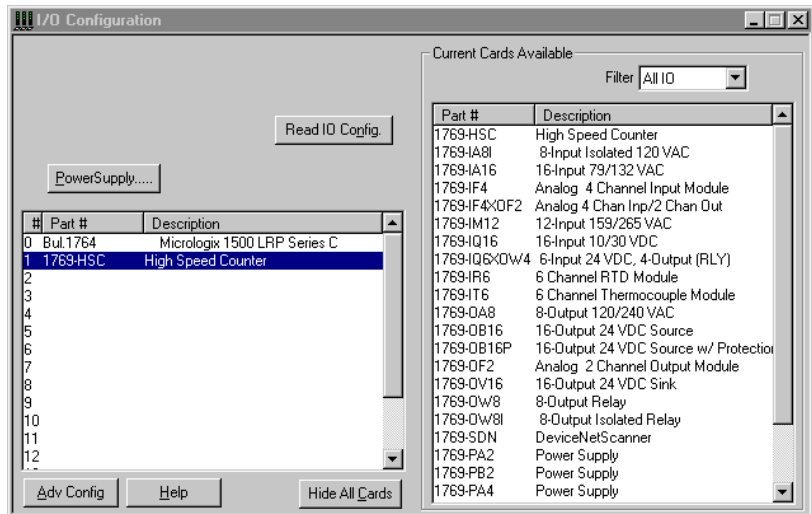 I/O Configuration
Read IO Config.
PowerSupply.....
# Part # Description
0 Bul.1764 Micrologix 1500 LRP Series C
1 1769-HSC High Speed Counter
2
3
4
5
6
7
8
9
10
11
12
Adv Config Help Hide All Cards
Current Cards Available
Filter All IO
Part # Description
1769-HSC High Speed Counter
1769-IA8I 8-Input Isolated 120 VAC
1769-IA16 16-Input 79/132 VAC
1769-IF4 Analog 4 Channel Input Module
1769-IF4XOF2 Analog 4 Chan Inp/2 Chan Out
1769-IM12 12-Input 159/265 VAC
1769-IQ16 16-Input 10/30 VDC
1769-IQ6XOW4 6-Input 24 VDC, 4-Output (RLY)
1769-IR6 6 Channel RTD Module
1769-IT6 6 Channel Thermocouple Module
1769-OA8 8-Output 120/240 VAC
1769-OB16 16-Output 24 VDC Source
1769-OB16P 16-Output 24 VDC Source w/ Protection
1769-OF2 Analog 2 Channel Output Module
1769-OV16 16-Output 24 VDC Sink
1769-OW8 8-Output Relay
1769-OW8I 8-Output Isolated Relay
1769-SDN DeviceNetScanner
1769-PA2 Power Supply
1769-PB2 Power Supply
1769-PA4 Power Supply